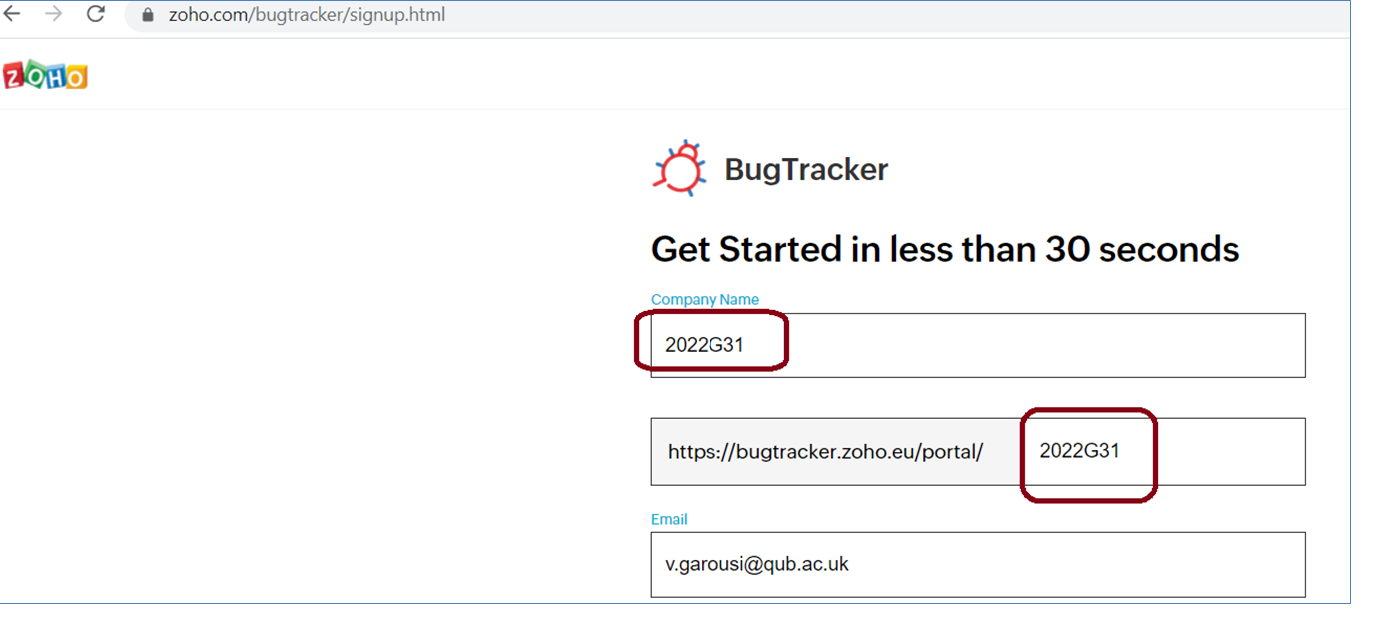 zoho.com/bugtracker/signup.html
ZOHO
BugTracker
Get Started in less than 30 seconds
Company Name
2022G31
https://bugtracker.zoho.eu/portal/ 2022G31
Email
v.garousi@qub.ac.uk